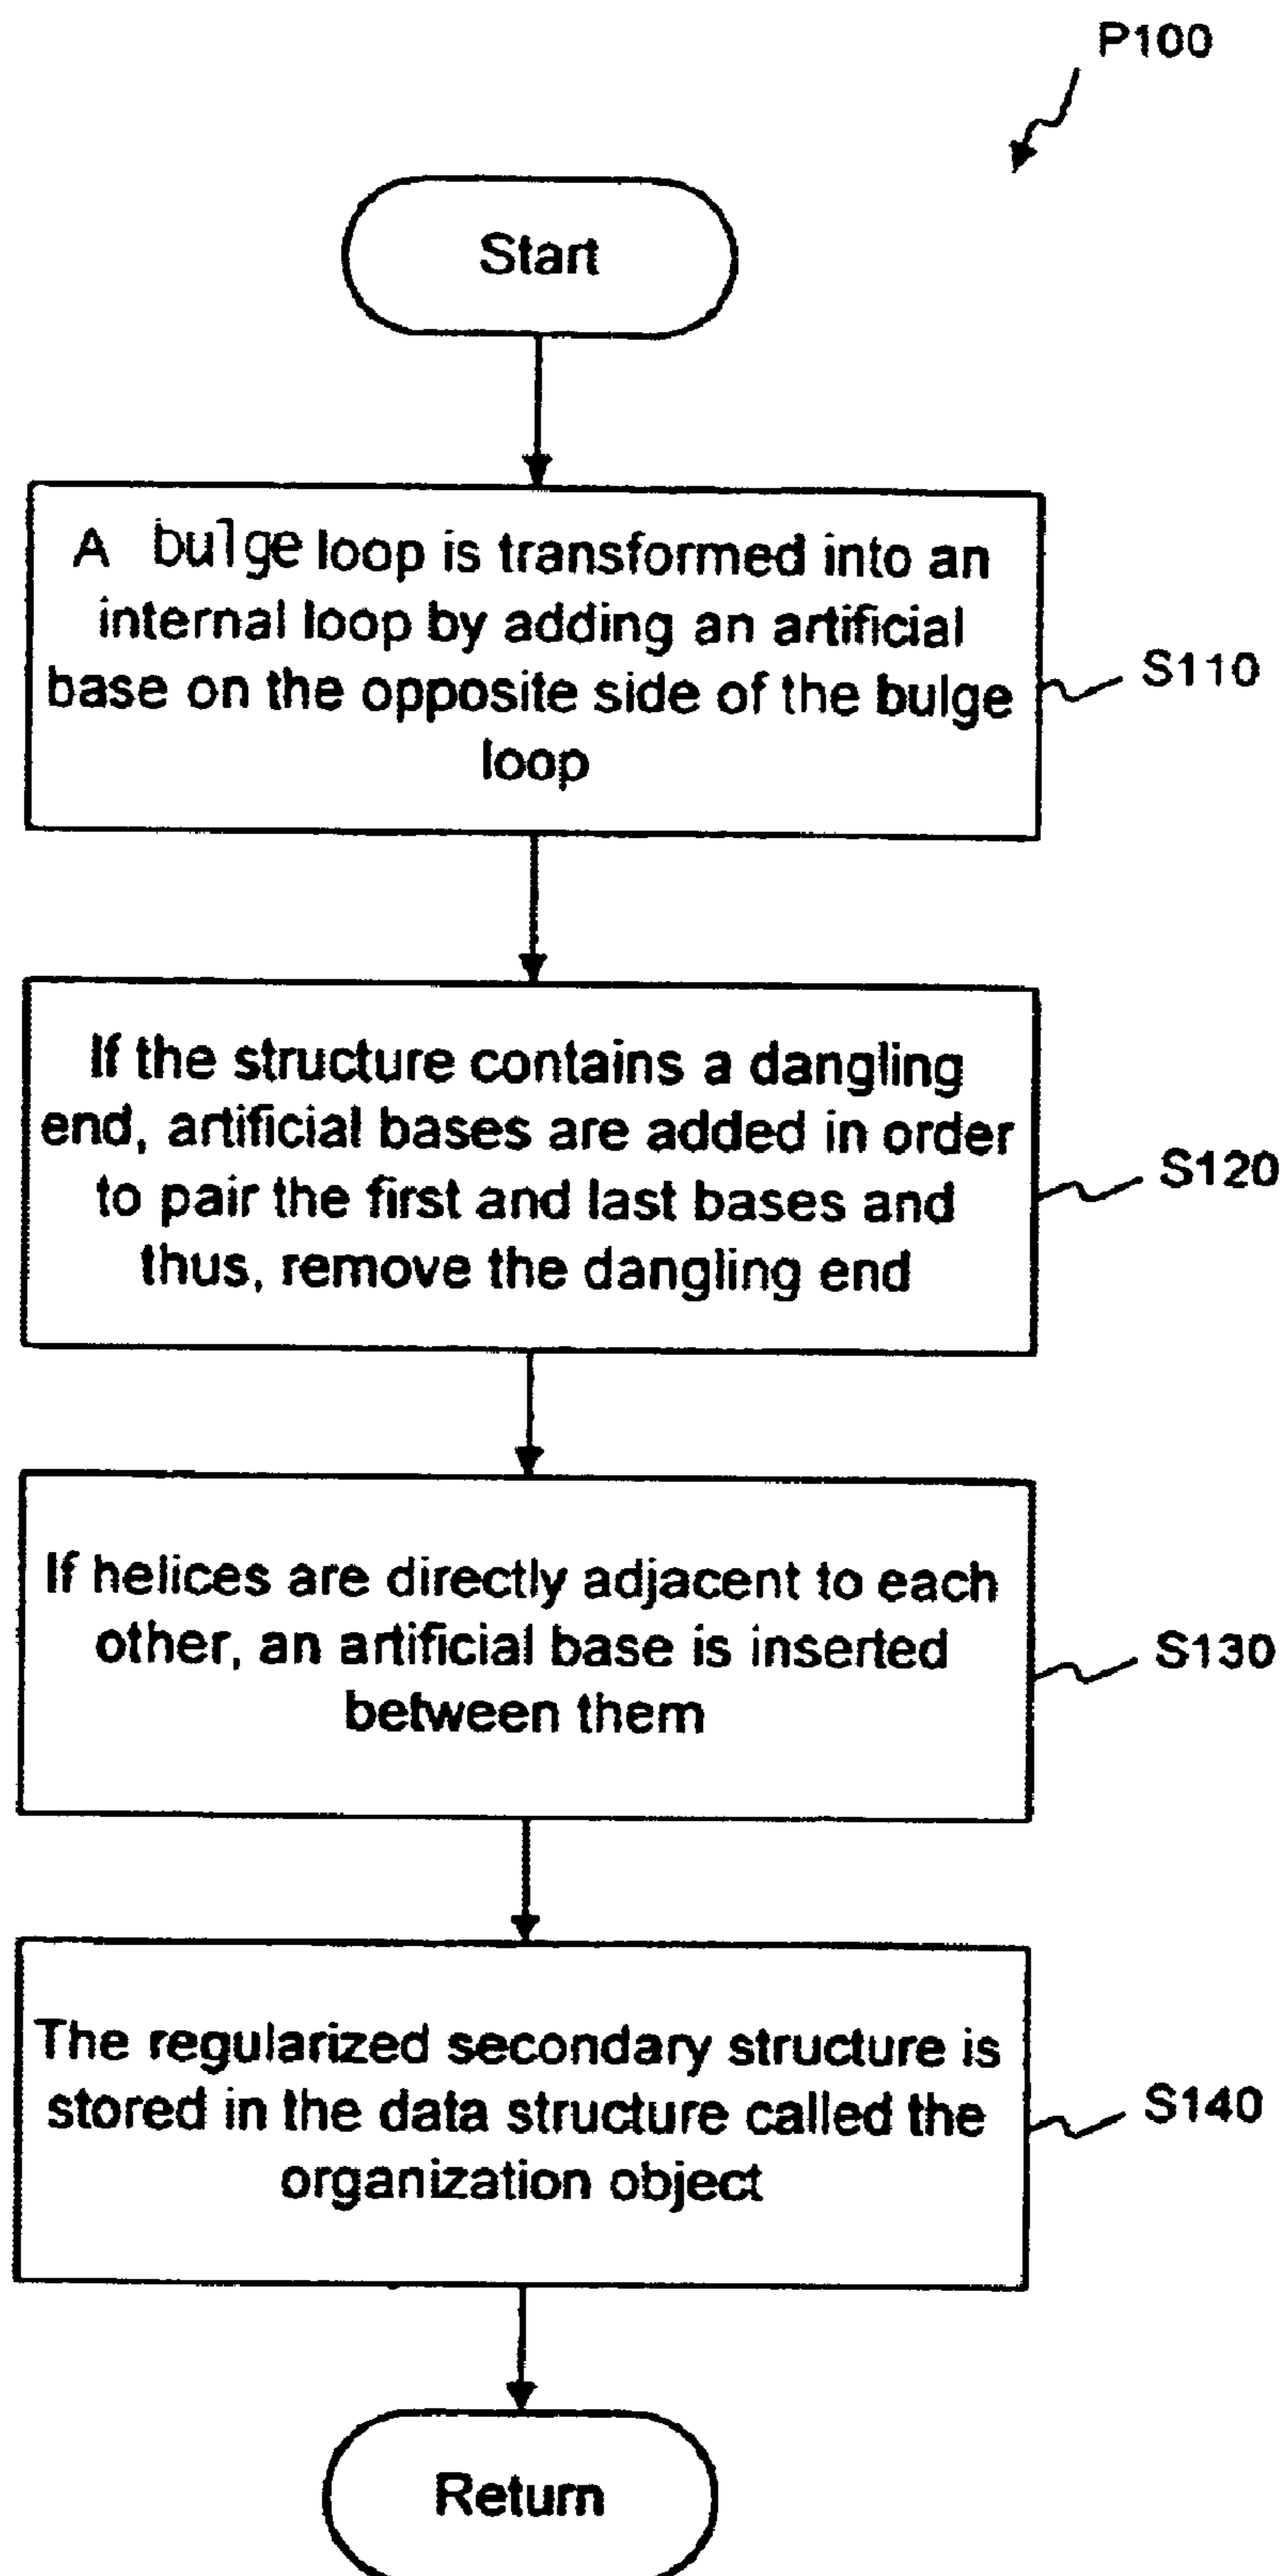 P100
Start
A bulge loop is transformed into an
internal loop by adding an artificial
base on the opposite side of the bulge
loop
S110
If the structure contains a dangling
end, artificial bases are added in order
to pair the first and last bases and
thus, remove the dangling end
S120
If helices are directly adjacent to each
other, an artificial base is inserted
between them
S130
The regularized secondary structure is
stored in the data structure called the
organization object
S140
Return